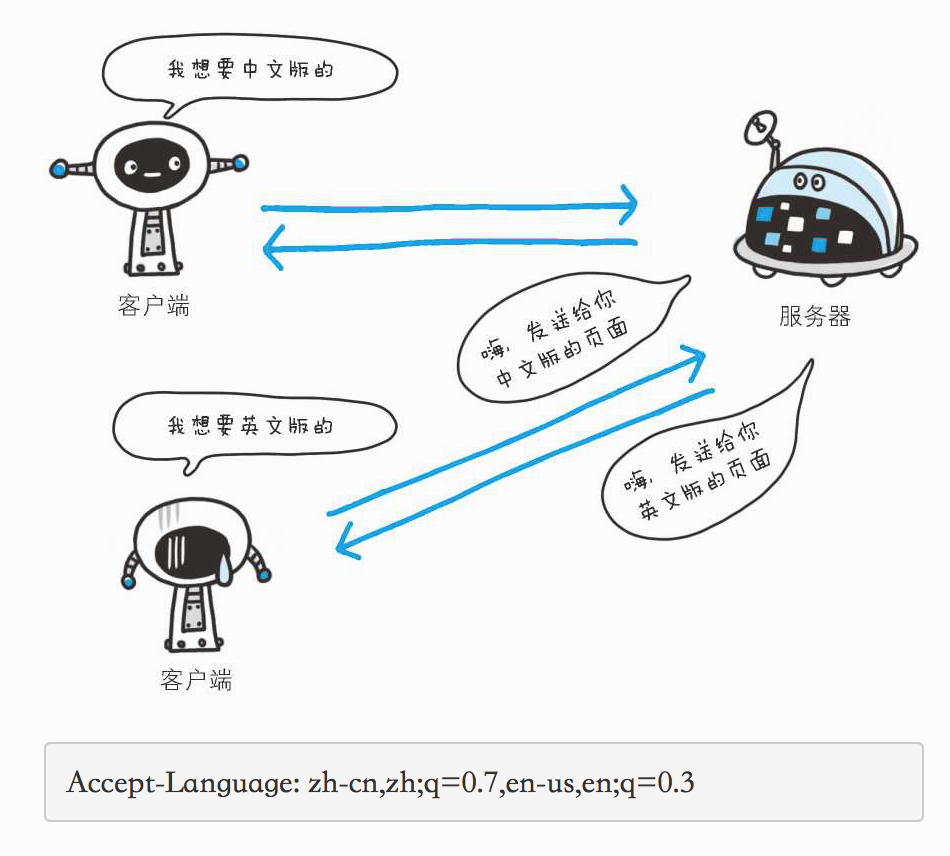 我想要中文版的
客户端
服务器
嗨,发送给你
中文版的页面
我想要英文版的
嗨,发送给你
英文版的页面
客户端
Accept-Language: zh-cn,zh;q=0.7,en-us,en;q=0.3